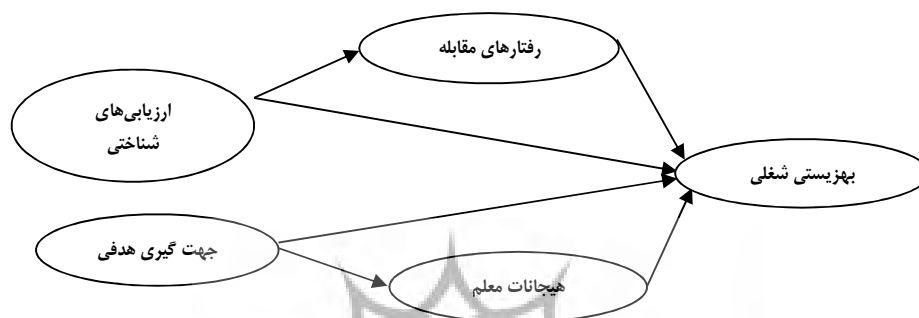 رفتارهای مقابله
ارزیابی‌های
شناختی
بهزیستی شغلی
جهت گیری هدفی
هیجانات معلم